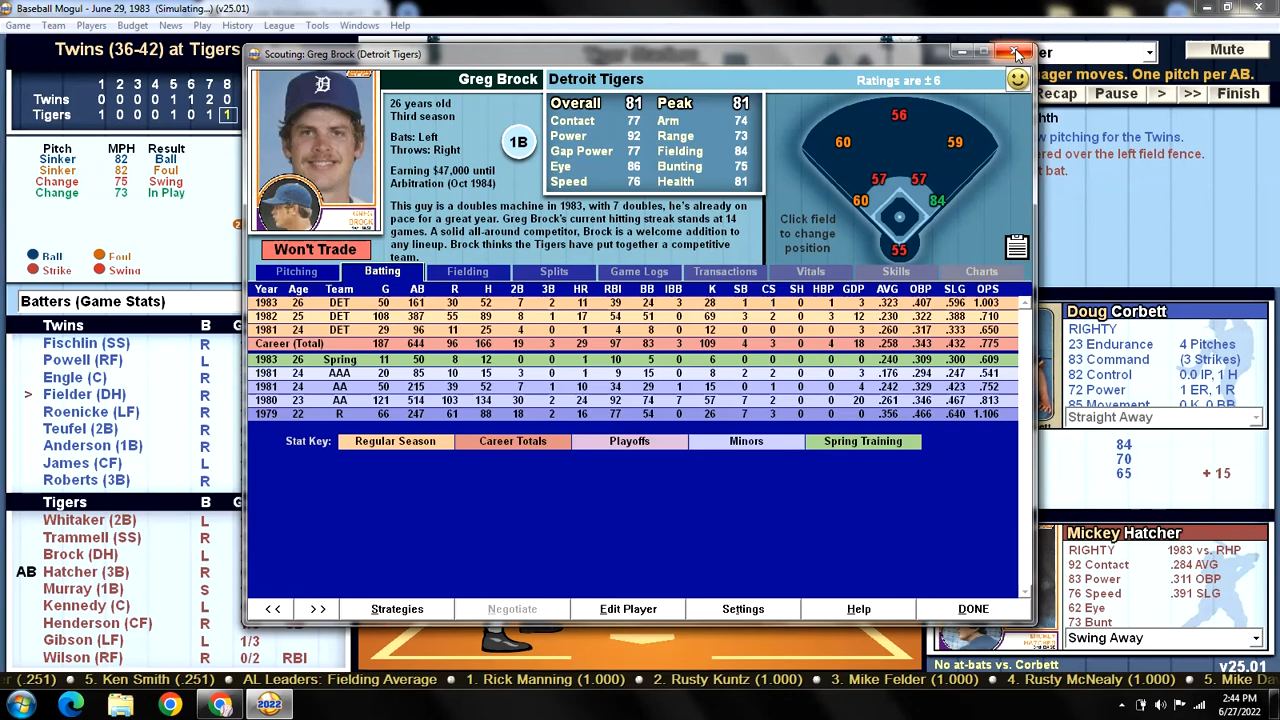 Baseball Mogul - June 29, 1983 (Simulating...) (v25.01)
Game Team Players Budget News Play History League Tools Windows Help
Twins (36-42) at Tigers
1 2 3 4 5 6 7 8
Twins 0 0 0 0 1 1 2 0
Tigers 1 0 0 0 1 0 1 1
Pitch MPH Result
Sinker 82 Ball
Sinker 82 Foul
Change 75 Swing
Change 73 In Play
Ball Foul
Strike Swing
Batters (Game Stats)
Twins B
Fischlin (SS) R
Powell (RF) L
Engle (C) R
> Fielder (DH) R
Roenicke (LF) R
Teufel (2B) R
Anderson (1B) R
James (CF) L
Roberts (3B) R
Tigers B
Whitaker (2B) L
Trammell (SS) R
Brock (DH) L
AB Hatcher (3B) R
Murray (1B) S
Kennedy (C) L
Henderson (CF) R
Gibson (LF) L 1/3
Wilson (RF) R 0/2 RBI
Scouting: Greg Brock (Detroit Tigers)
Greg Brock
26 years old
Third season
Bats: Left
Throws: Right
Earning $47,000 until
Arbitration (Oct 1984)
1B
GREG
BROCK
Detroit Tigers
Ratings are ± 6
Overall 81 Peak 81
Contact 77 Arm 74
Power 92 Range 73
Gap Power 77 Fielding 84
Eye 86 Bunting 75
Speed 76 Health 81
This guy is a doubles machine in 1983, with 7 doubles, he's already on
pace for a great year. Greg Brock's current hitting streak stands at 14
games. A solid all-around competitor, Brock is a welcome addition to
any lineup. Brock thinks the Tigers have put together a competitive
team.
Won't Trade
56
60 59
57 57
60 84
55
Click field
to change
position
Pitching Batting Fielding Splits Game Logs Transactions Vitals Skills Charts
Year Age Team G AB R H 2B 3B HR RBI BB IBB K SB CS SH HBP GDP AVG OBP SLG OPS
1983 26 DET 50 161 30 52 7 2 11 39 24 3 28 1 1 0 1 3 .323 .407 .596 1.003
1982 25 DET 108 387 55 89 8 1 17 54 51 0 69 3 2 0 3 12 .230 .322 .388 .710
1981 24 DET 29 96 11 25 4 0 1 4 8 0 12 0 0 0 0 3 .260 .317 .333 .650
Career (Total) 187 644 96 166 19 3 29 97 83 3 109 4 3 0 4 18 .258 .343 .432 .775
1983 26 Spring 11 50 8 12 0 0 1 10 5 0 6 0 0 0 0 0 .240 .309 .300 .609
1981 24 AAA 20 85 10 15 3 0 1 9 15 0 8 2 2 0 0 3 .176 .294 .247 .541
1981 24 AA 50 215 39 52 7 1 10 34 29 1 15 0 1 0 0 4 .242 .329 .423 .752
1980 23 AA 121 514 103 134 30 2 24 92 74 7 57 7 2 0 0 20 .261 .346 .467 .813
1979 22 R 66 247 61 88 18 2 16 77 54 0 26 7 3 0 0 4 .356 .466 .640 1.106
Stat Key: Regular Season Career Totals Playoffs Minors Spring Training
<< >> Strategies Negotiate Edit Player Settings Help DONE
Mute
nager moves. One pitch per AB.
Recap Pause > >> Finish
ered over the left field fence.
t bat.
Doug Corbett
RIGHTY
23 Endurance 4 Pitches
83 Command (3 Strikes)
82 Control 0.0 IP, 1 H
72 Power 1 ER, 1 R
85 Movement 0 K, 0 BB
Straight Away
84
70
65 + 15
Mickey Hatcher
RIGHTY 1983 vs. RHP
92 Contact .284 AVG
83 Power .311 OBP
76 Speed .391 SLG
62 Eye
73 Bunt
Swing Away
No at-bats vs. Corbett v25.01
er (.251) 5. Ken Smith (.251) AL Leaders: Fielding Average 1. Rick Manning (1.000) 2. Rusty Kuntz (1.000) 3. Mike Felder (1.000) 4. Rusty McNealy (1.000) 5. Mike Da
2022
2:44 PM
6/27/2022